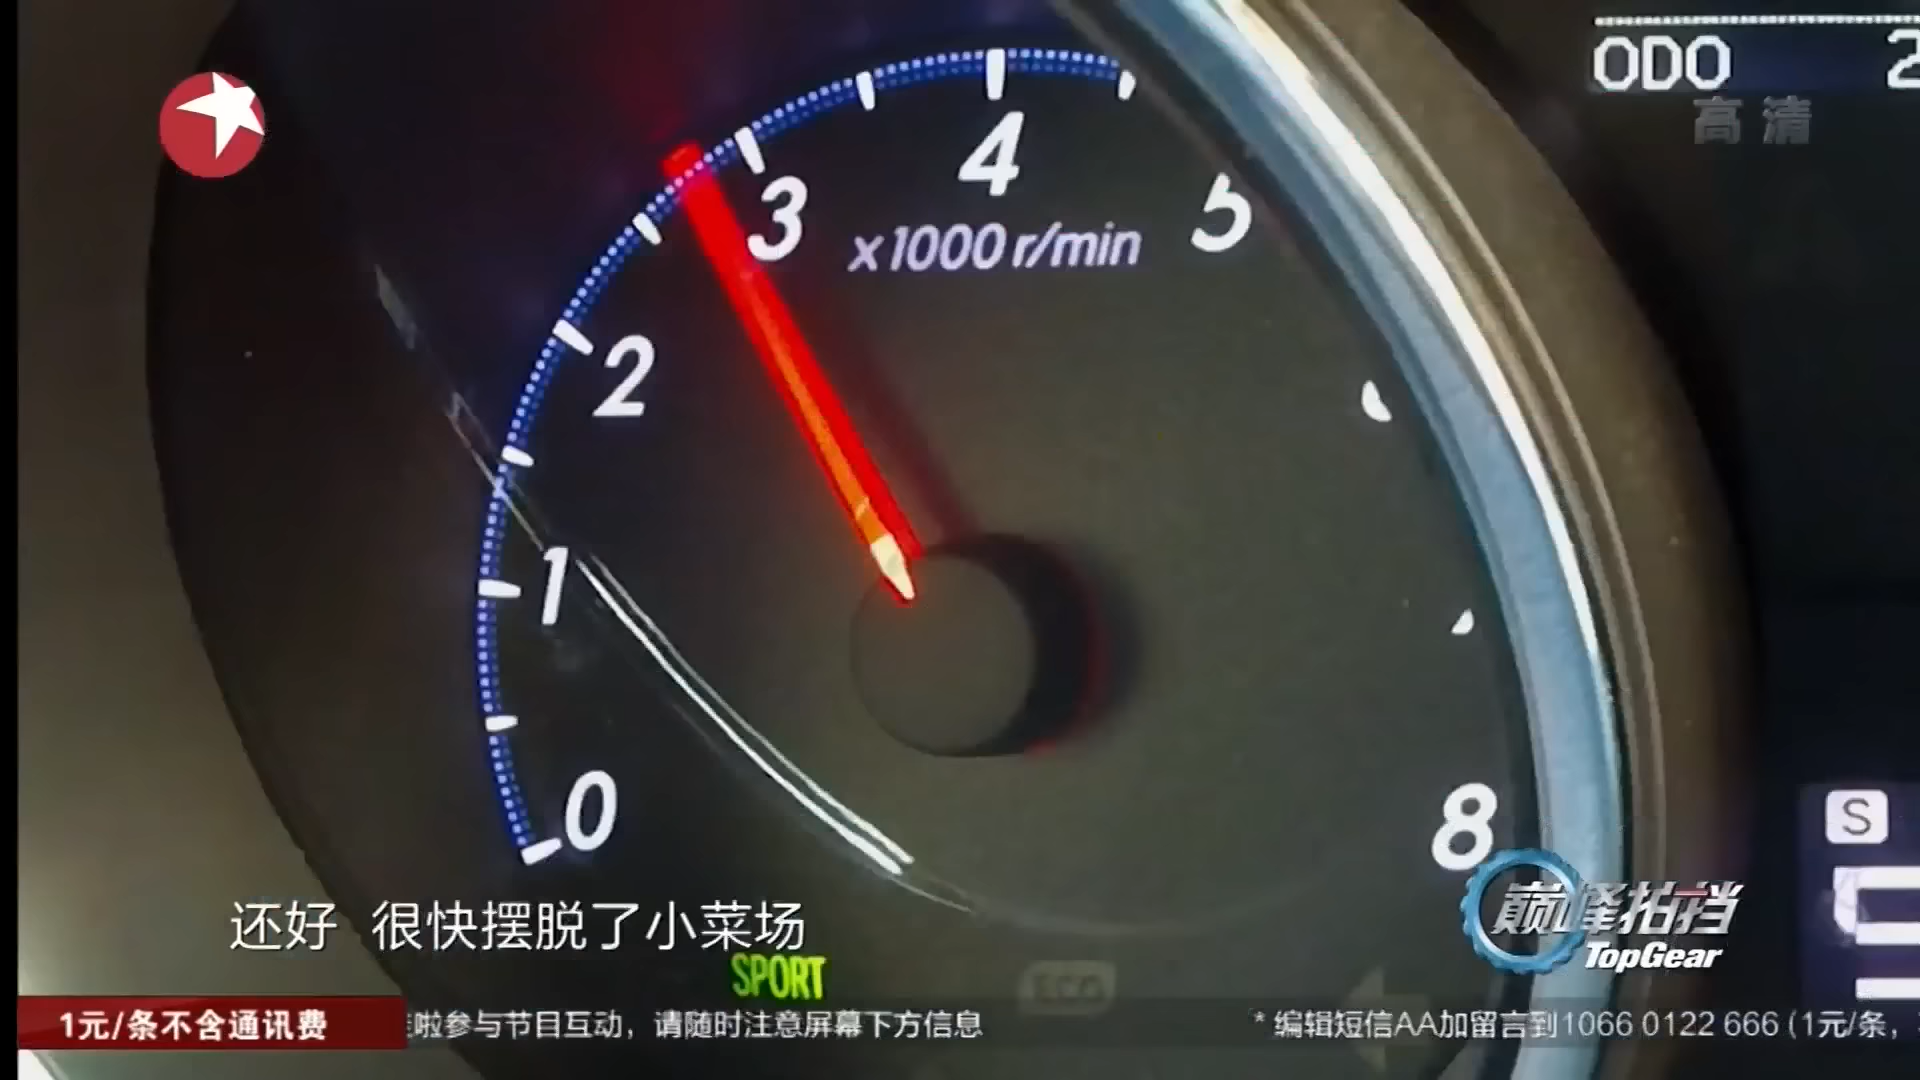 ODO 2
高清
4
3
5
x1000 r/min
2
1
0
8
S
还好 很快摆脱了小菜场
巅峰拍挡
TopGear
SPORT
ECO
1元/条不含通讯费
啦参与节目互动，请随时注意屏幕下方信息
* 编辑短信AA加留言到1066 0122 666 (1元/条，